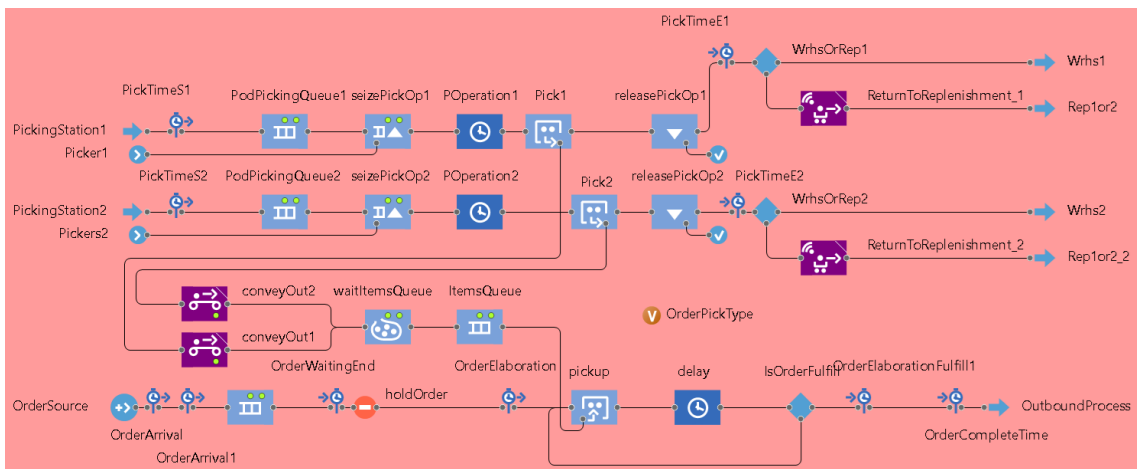 PickTimeE1
WrhsOrRep1
Wrhs1
PickTimeS1
PodPickingQueue1 seizePickOp1 POperation1 Pick1 releasePickOp1
ReturnToReplenishment_1
PickingStation1
Rep1or2
Picker1
PickTimeS2
PodPickingQueue2 seizePickOp2 POperation2 Pick2 releasePickOp2 PickTimeE2
WrhsOrRep2
PickingStation2
Wrhs2
Pickers2
ReturnToReplenishment_2
Rep1or2_2
conveyOut2 waitItemsQueue ItemsQueue
V OrderPickType
conveyOut1
OrderWaitingEnd OrderElaboration pickup delay IsOrderFulfill OrderElaborationFulfill1
holdOrder
OrderSource
OutboundProcess
OrderArrival
OrderCompleteTime
OrderArrival1